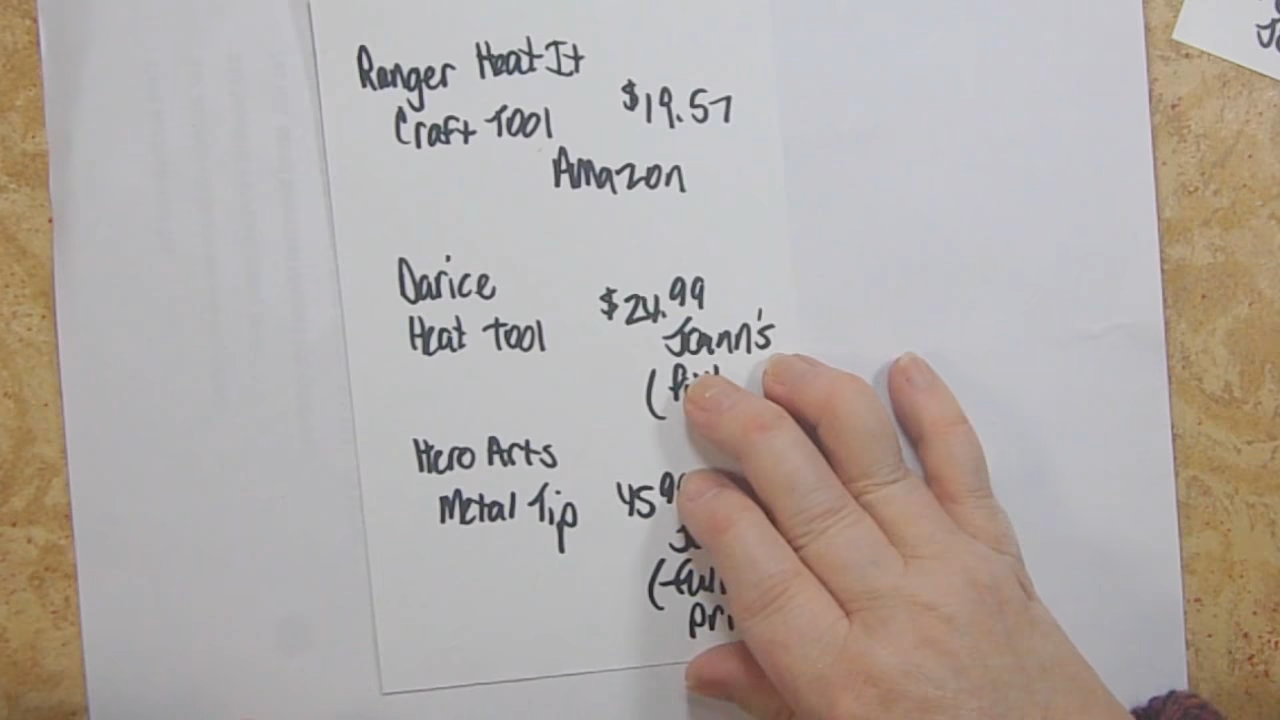 Ranger Heat It
Craft Tool $19.57
Amazon
Darice $24.99
Heat tool Joann's
Hero Arts
Metal Tip